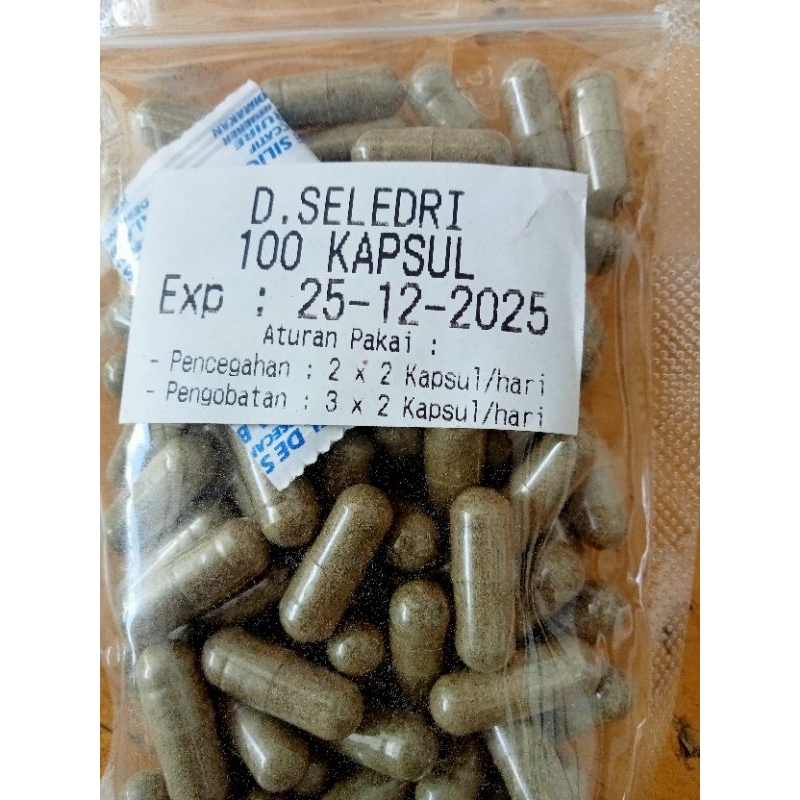 D.SELEDRI
100 KAPSUL
Exp : 25-12-2025
Aturan Pakai :
- Pencegahan : 2 x 2 Kapsul/hari
- Pengobatan : 3 x 2 Kapsul/hari
DIMAKAN